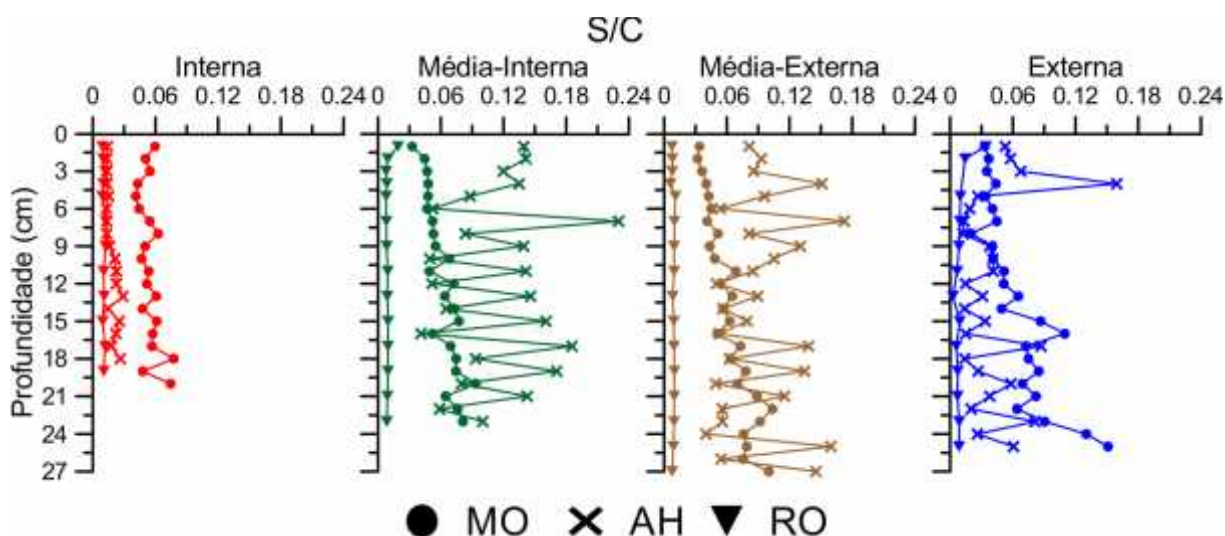 S/C
Interna Média-Interna Média-Externa Externa
0 0.06 0.12 0.18 0.24 0 0.06 0.12 0.18 0.24 0 0.06 0.12 0.18 0.24 0 0.06 0.12 0.18 0.24
Profundidade (cm)
0
3
6
9
12
15
18
21
24
27
MO AH RO